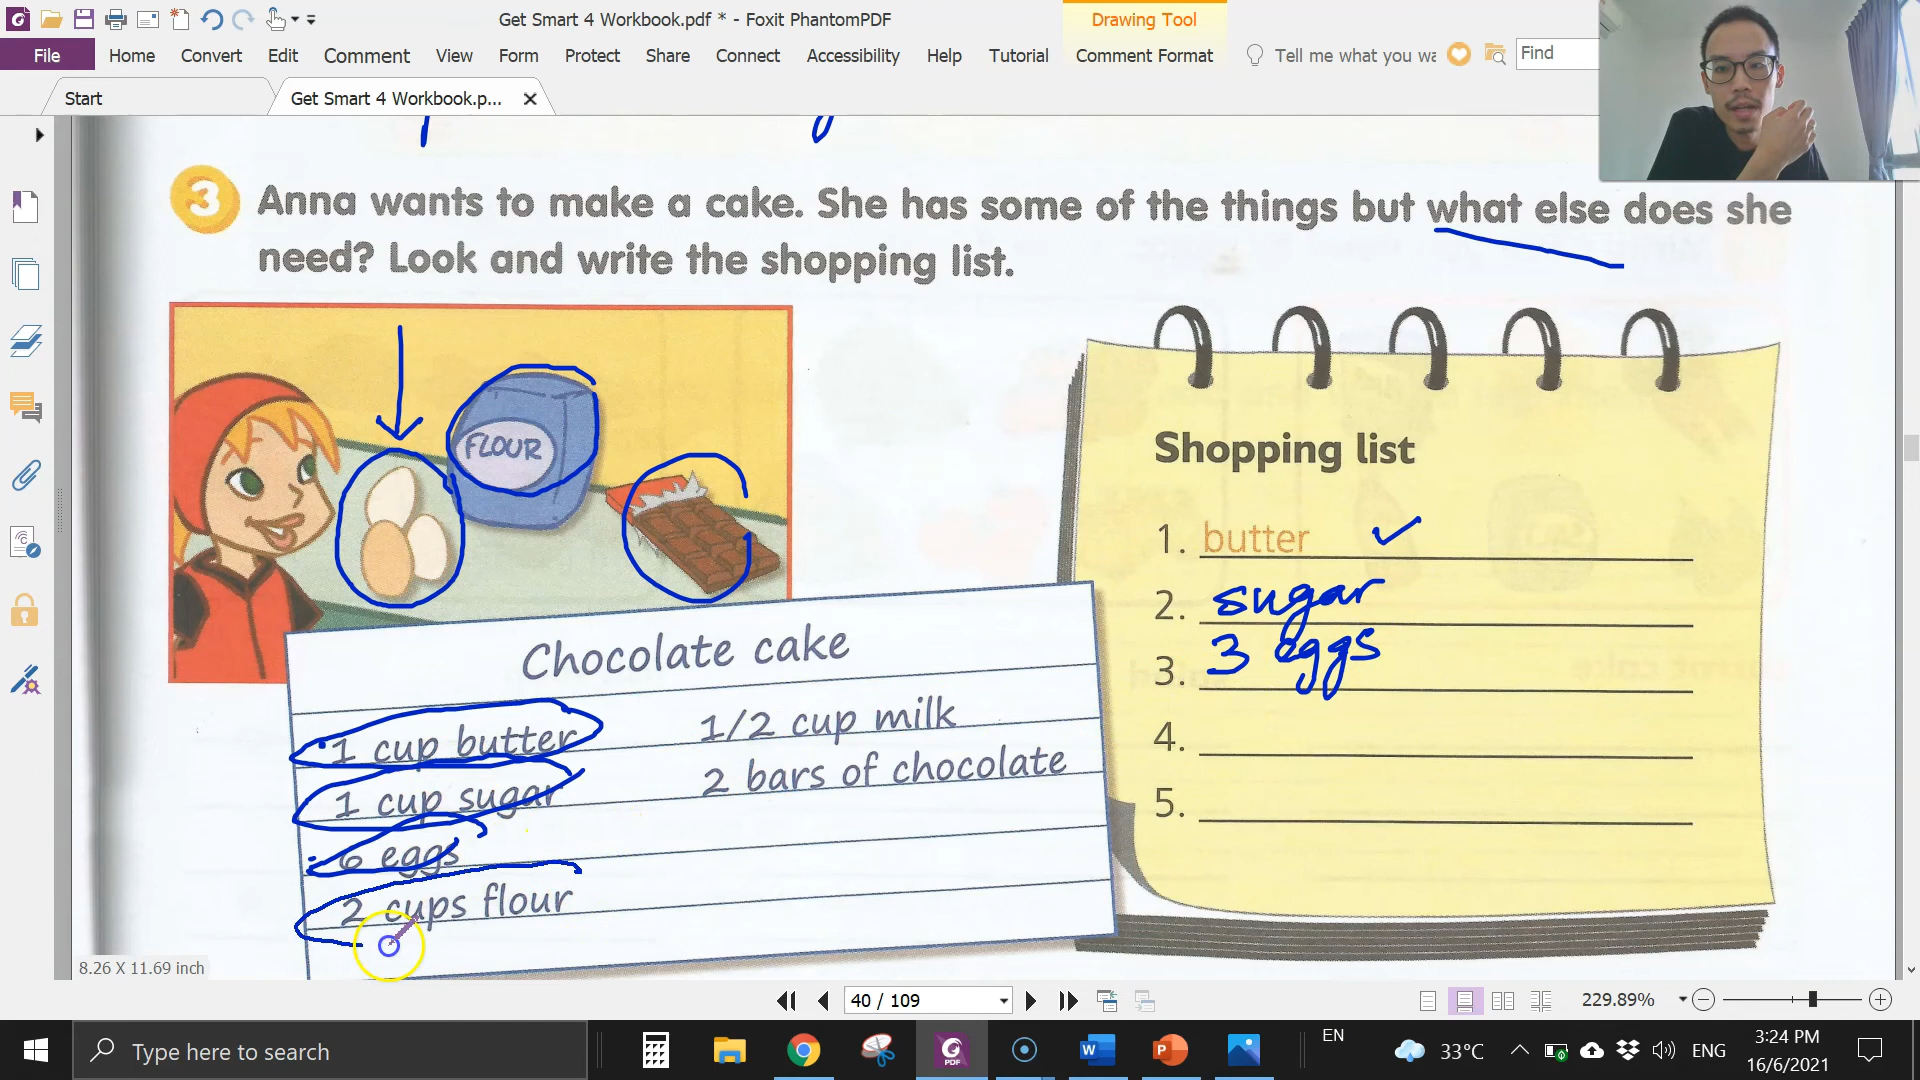 Get Smart 4 Workbook.pdf * - Foxit PhantomPDF
Drawing Tool
File Home Convert Edit Comment View Form Protect Share Connect Accessibility Help Tutorial Comment Format Tell me what you wa Find
Start
Get Smart 4 Workbook.p...
3 Anna wants to make a cake. She has some of the things but what else does she
need? Look and write the shopping list.
FLOUR
Shopping list
1. butter
2. sugar
3. 3 eggs
4.
5.
Chocolate cake
1 cup butter
1 cup sugar
6 eggs
2 cups flour
1/2 cup milk
2 bars of chocolate
8.26 X 11.69 inch
40 / 109
229.89%
Type here to search
EN
33°C
ENG
3:24 PM
16/6/2021